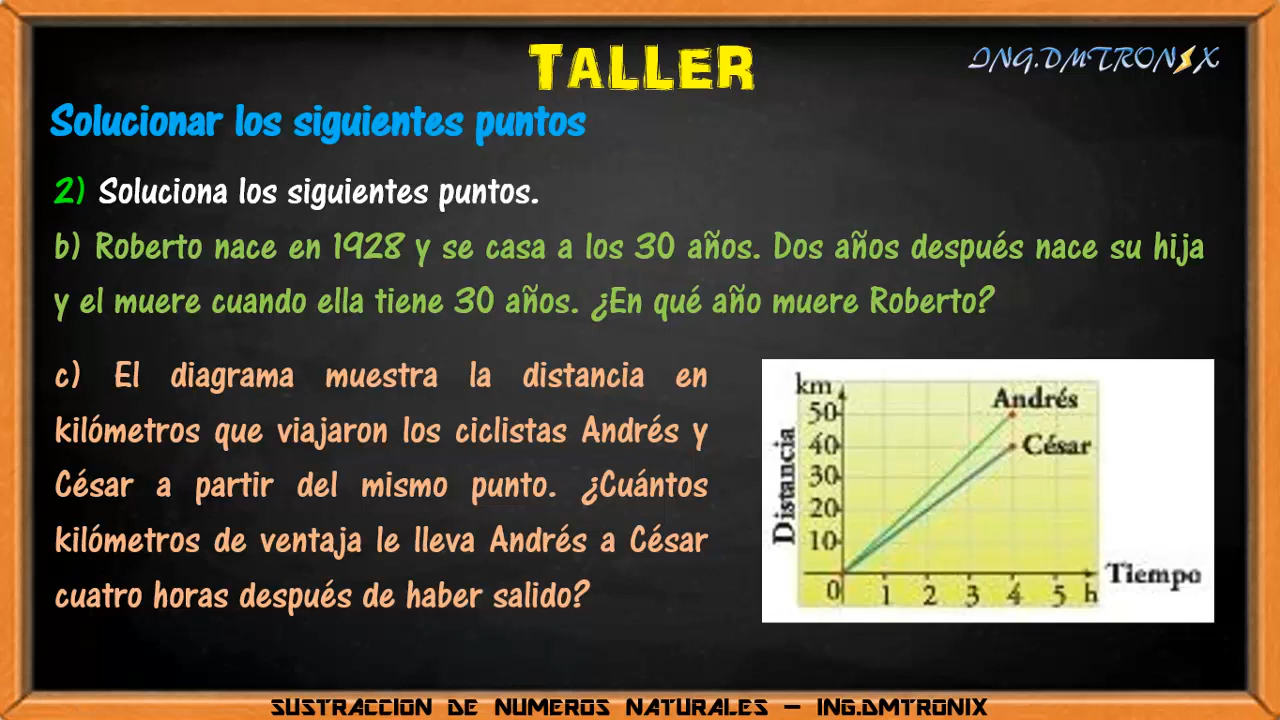 TALLER
ING.DMTRONIX
Solucionar los siguientes puntos
2) Soluciona los siguientes puntos.
b) Roberto nace en 1928 y se casa a los 30 años. Dos años después nace su hija
y el muere cuando ella tiene 30 años. ¿En qué año muere Roberto?
c) El diagrama muestra la distancia en
kilómetros que viajaron los ciclistas Andrés y
César a partir del mismo punto. ¿Cuántos
kilómetros de ventaja le lleva Andrés a César
cuatro horas después de haber salido?
km
Andrés
50
César
40
30
20
10
Distancia
Tiempo
0 1 2 3 4 5 h
SUSTRACCION DE NUMEROS NATURALES – ING.DMTRONIX